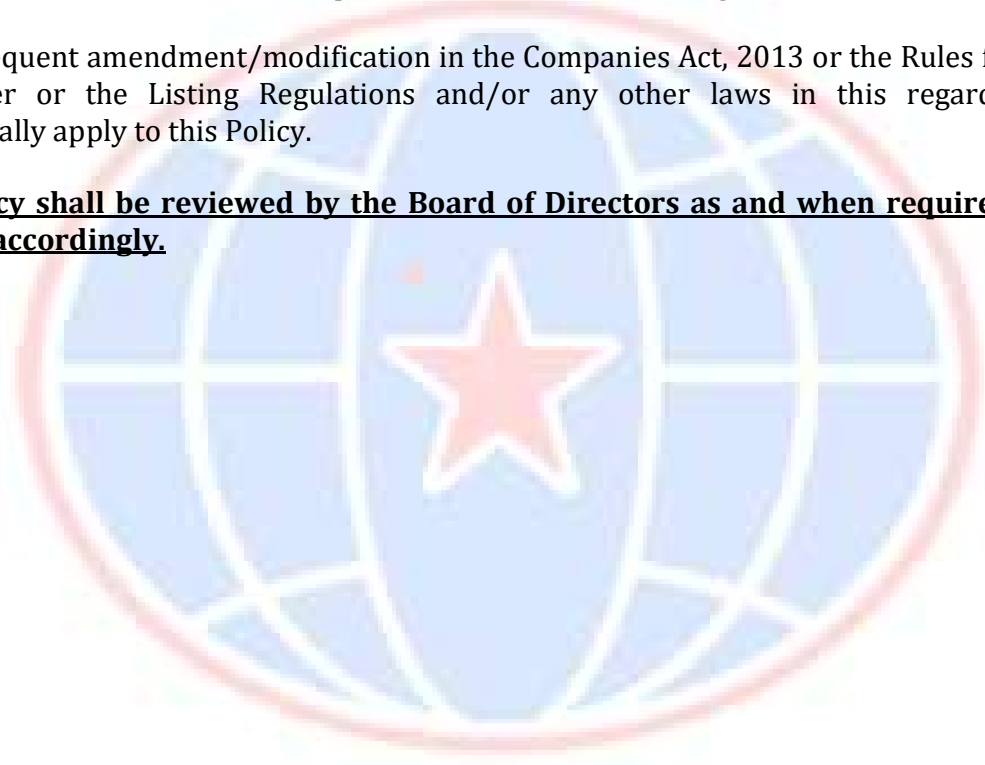 equent amendment/modification in the Companies Act, 2013 or the Rules
er or the Listing Regulations and/or any other laws in this regard
ally apply to this Policy.
cy shall be reviewed by the Board of Directors as and when require
accordingly.